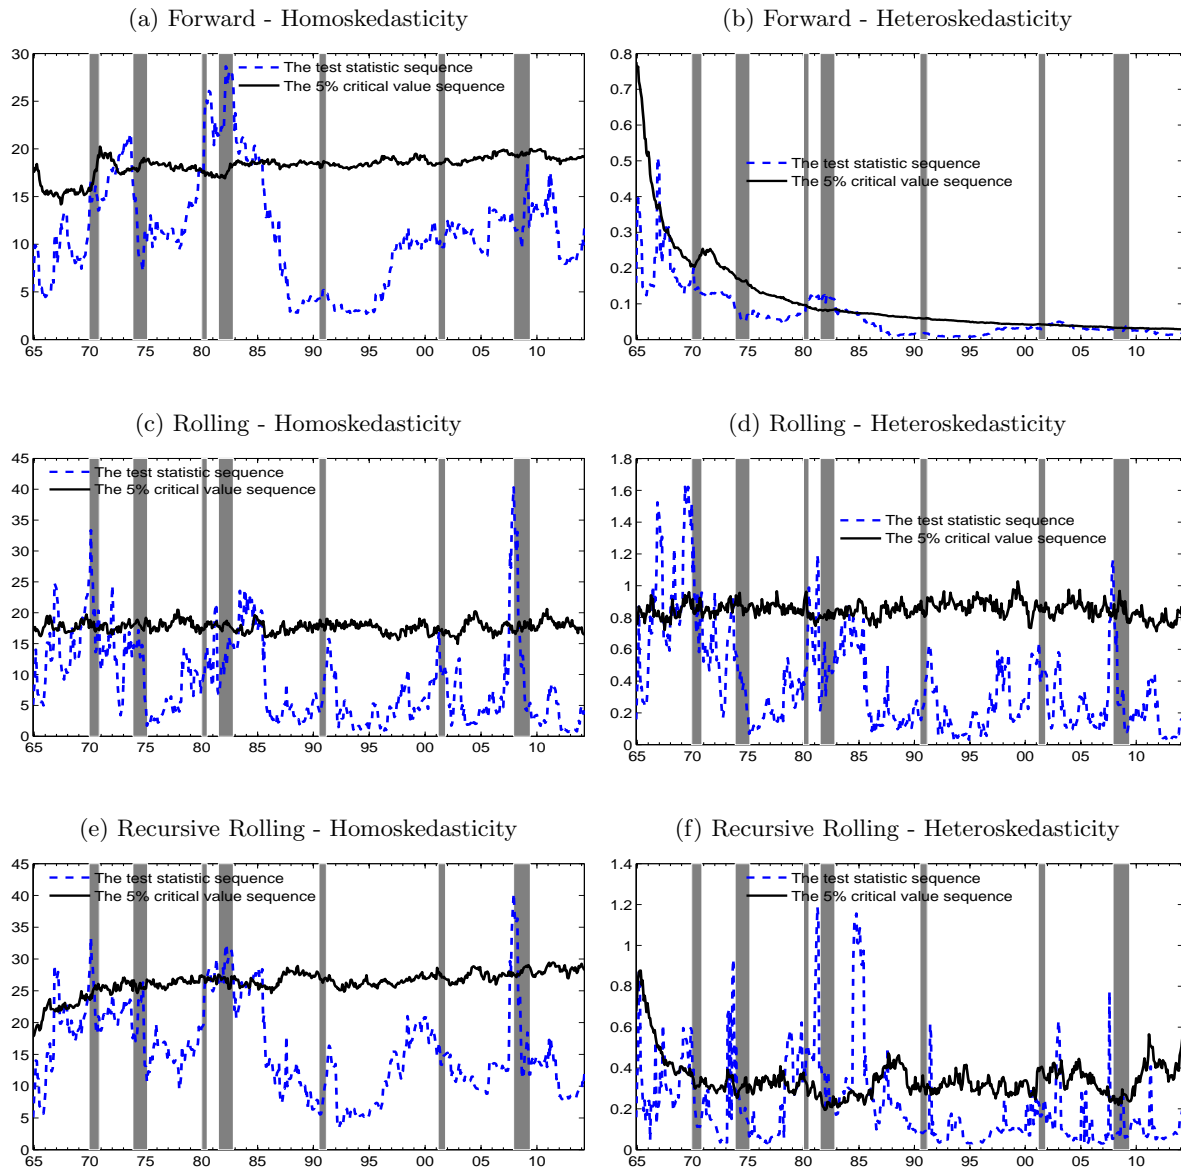 (a) Forward - Homoskedasticity
30
25
20
15
10
5
0
65 70 75 80 85 90 95 00 05 10
The test statistic sequence
The 5% critical value sequence
(b) Forward - Heteroskedasticity
0.8
0.7
0.6
0.5
0.4
0.3
0.2
0.1
0
65 70 75 80 85 90 95 00 05 10
The test statistic sequence
The 5% critical value sequence
(c) Rolling - Homoskedasticity
45
40
35
30
25
20
15
10
5
0
65 70 75 80 85 90 95 00 05 10
The test statistic sequence
The 5% critical value sequence
(d) Rolling - Heteroskedasticity
1.8
1.6
1.4
1.2
1
0.8
0.6
0.4
0.2
0
65 70 75 80 85 90 95 00 05 10
The test statistic sequence
The 5% critical value sequence
(e) Recursive Rolling - Homoskedasticity
45
40
35
30
25
20
15
10
5
0
65 70 75 80 85 90 95 00 05 10
The test statistic sequence
The 5% critical value sequence
(f) Recursive Rolling - Heteroskedasticity
1.4
1.2
1
0.8
0.6
0.4
0.2
0
65 70 75 80 85 90 95 00 05 10
The test statistic sequence
The 5% critical value sequence